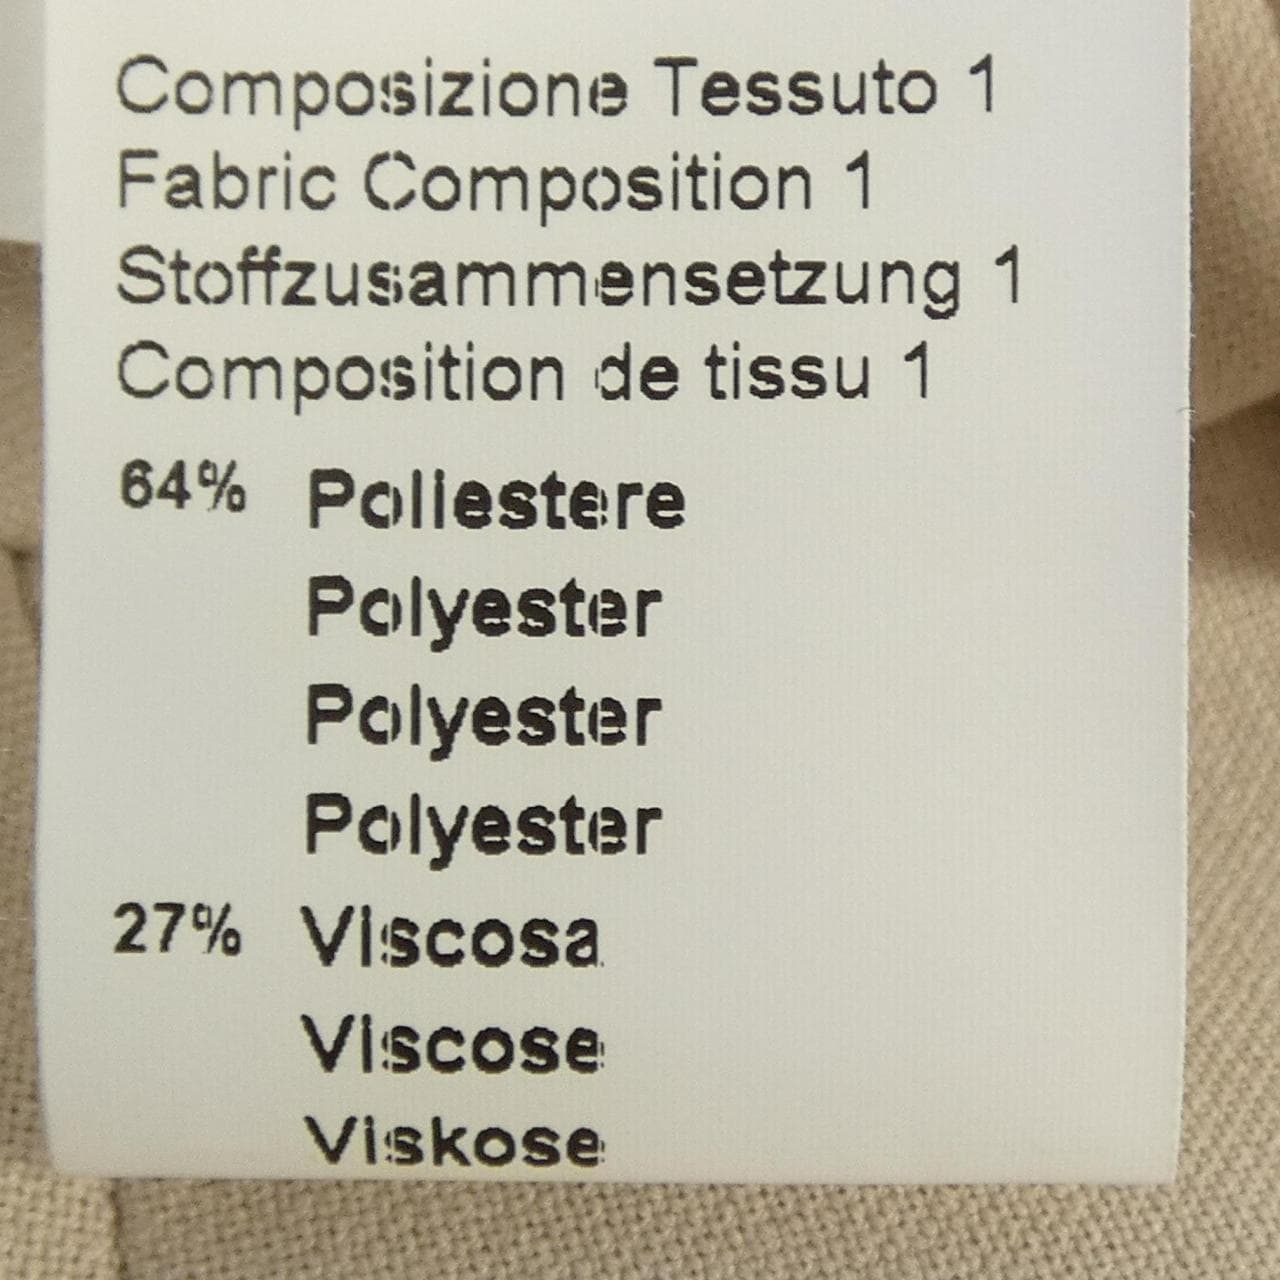 Composizione Tessuto 1
Fabric Composition 1
Stoffzusammensetzung 1
Composition de tissu 1
64% Poliestere
Polyester
Polyester
Polyester
27% Viscosa
Viscose
Viskose